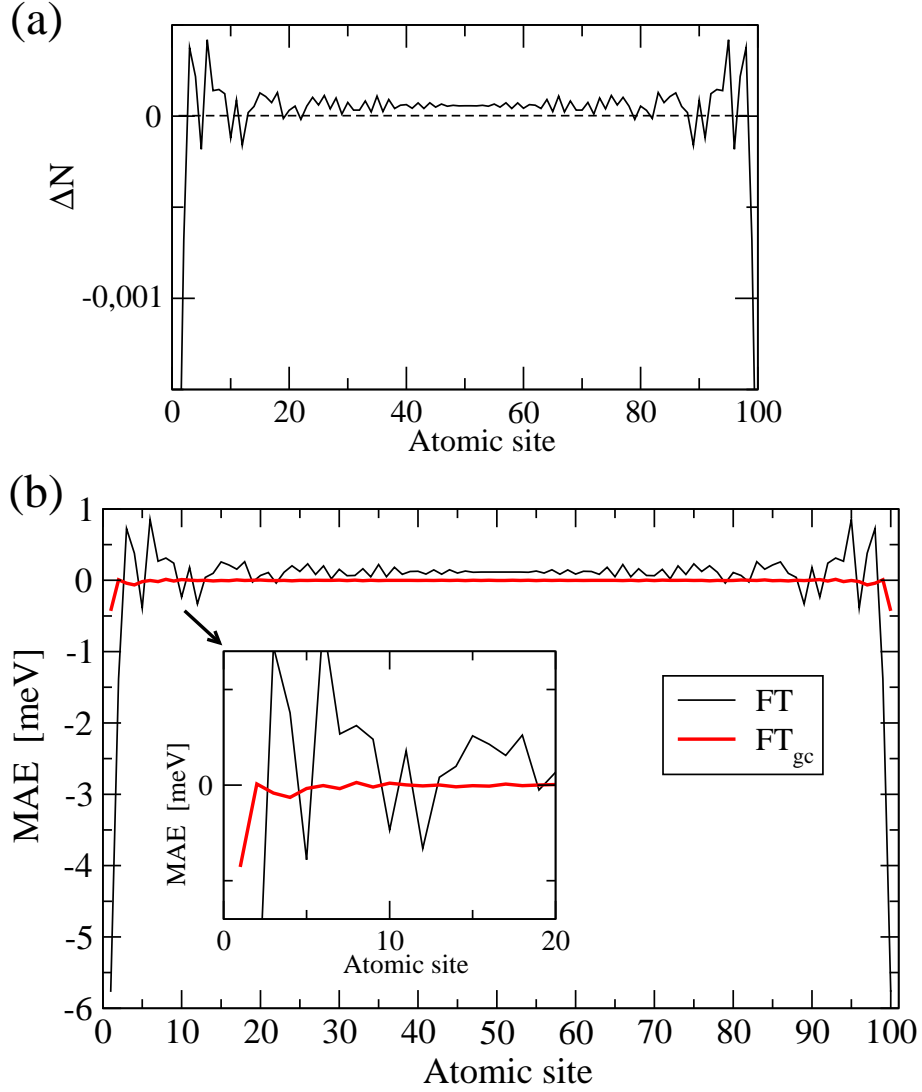 (a)
0
-0,001
ΔN
0 20 40 60 80 100
Atomic site
(b)
1
0
-1
-2
-3
-4
-5
-6
MAE [meV]
FT
FTgc
0
MAE [meV]
0 10 20
Atomic site
0 10 20 30 40 50 60 70 80 90 100
Atomic site